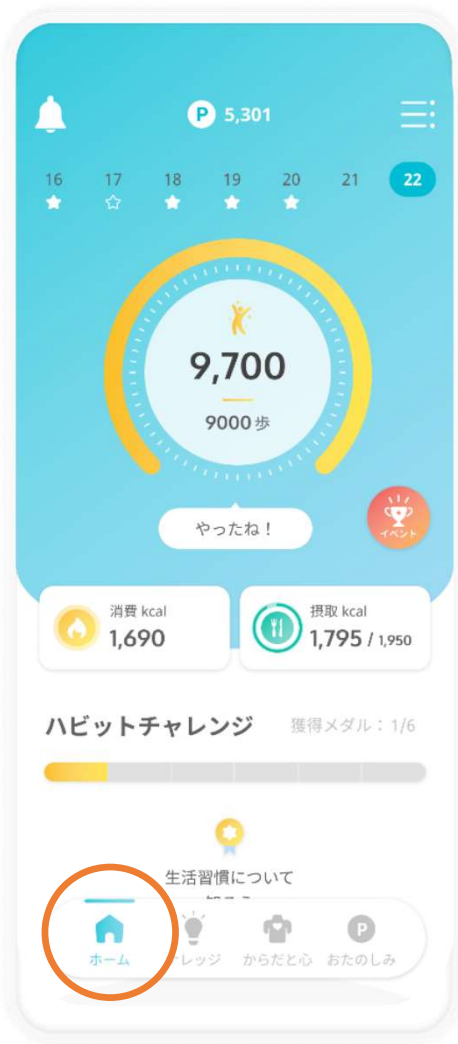 P 5,301
16 17 18 19 20 21 22
9,700
9000 歩
やったね！
イベント
消費 kcal
1,690
摂取 kcal
1,795 / 1,950
ハビットチャレンジ 獲得メダル：1/6
生活習慣について
ホーム レッジ からだと心 P おたのしみ